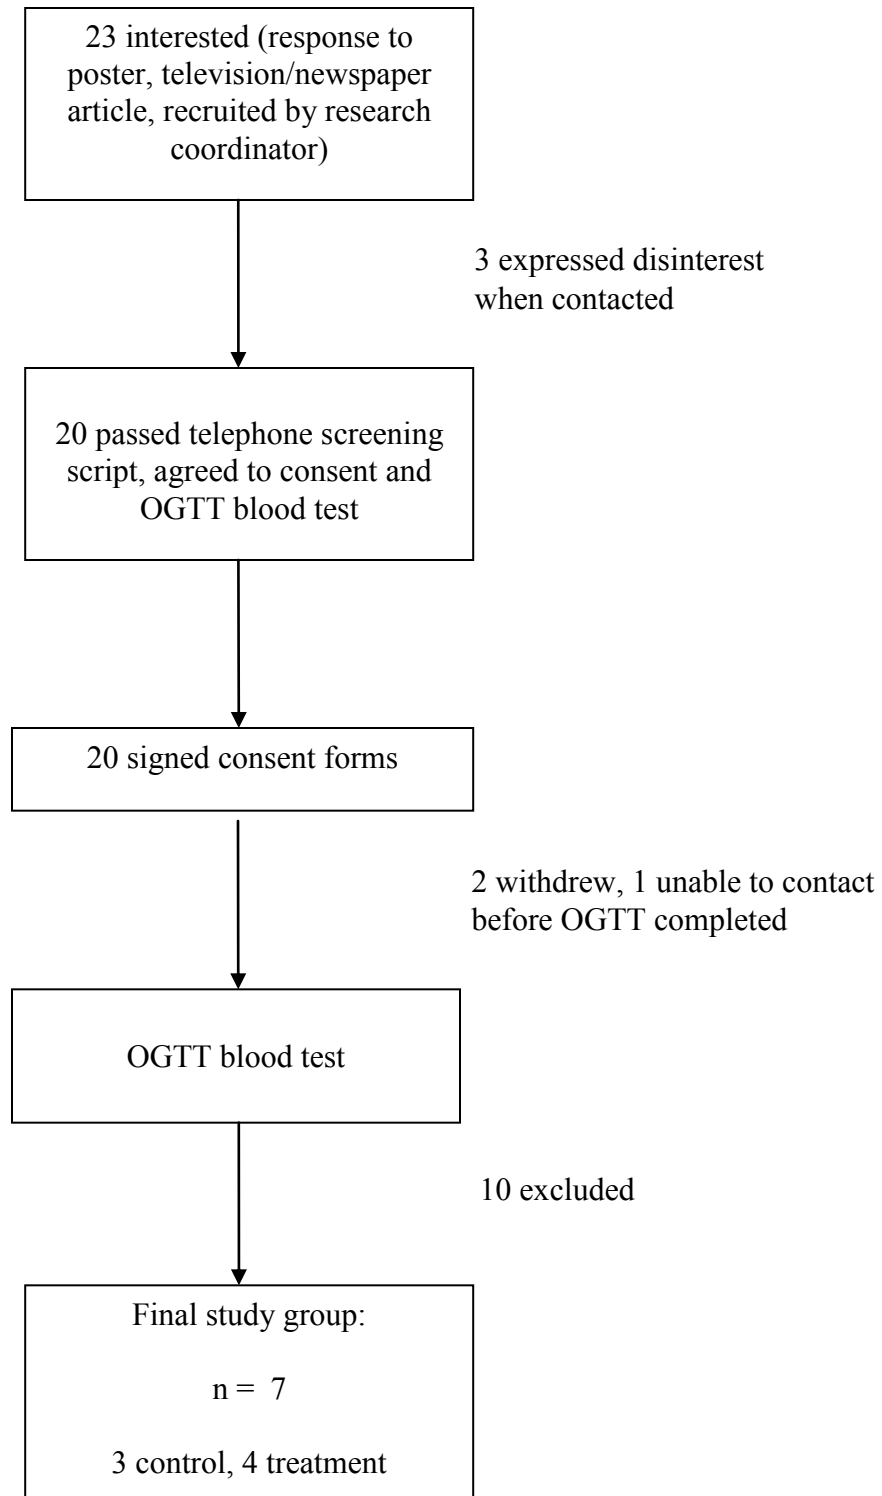 23 interested (response to
poster, television/newspaper
article, recruited by research
coordinator)
3 expressed disinterest
when contacted
20 passed telephone screening
script, agreed to consent and
OGTT blood test
20 signed consent forms
2 withdrew, 1 unable to contact
before OGTT completed
OGTT blood test
10 excluded
Final study group:
n = 7
3 control, 4 treatment